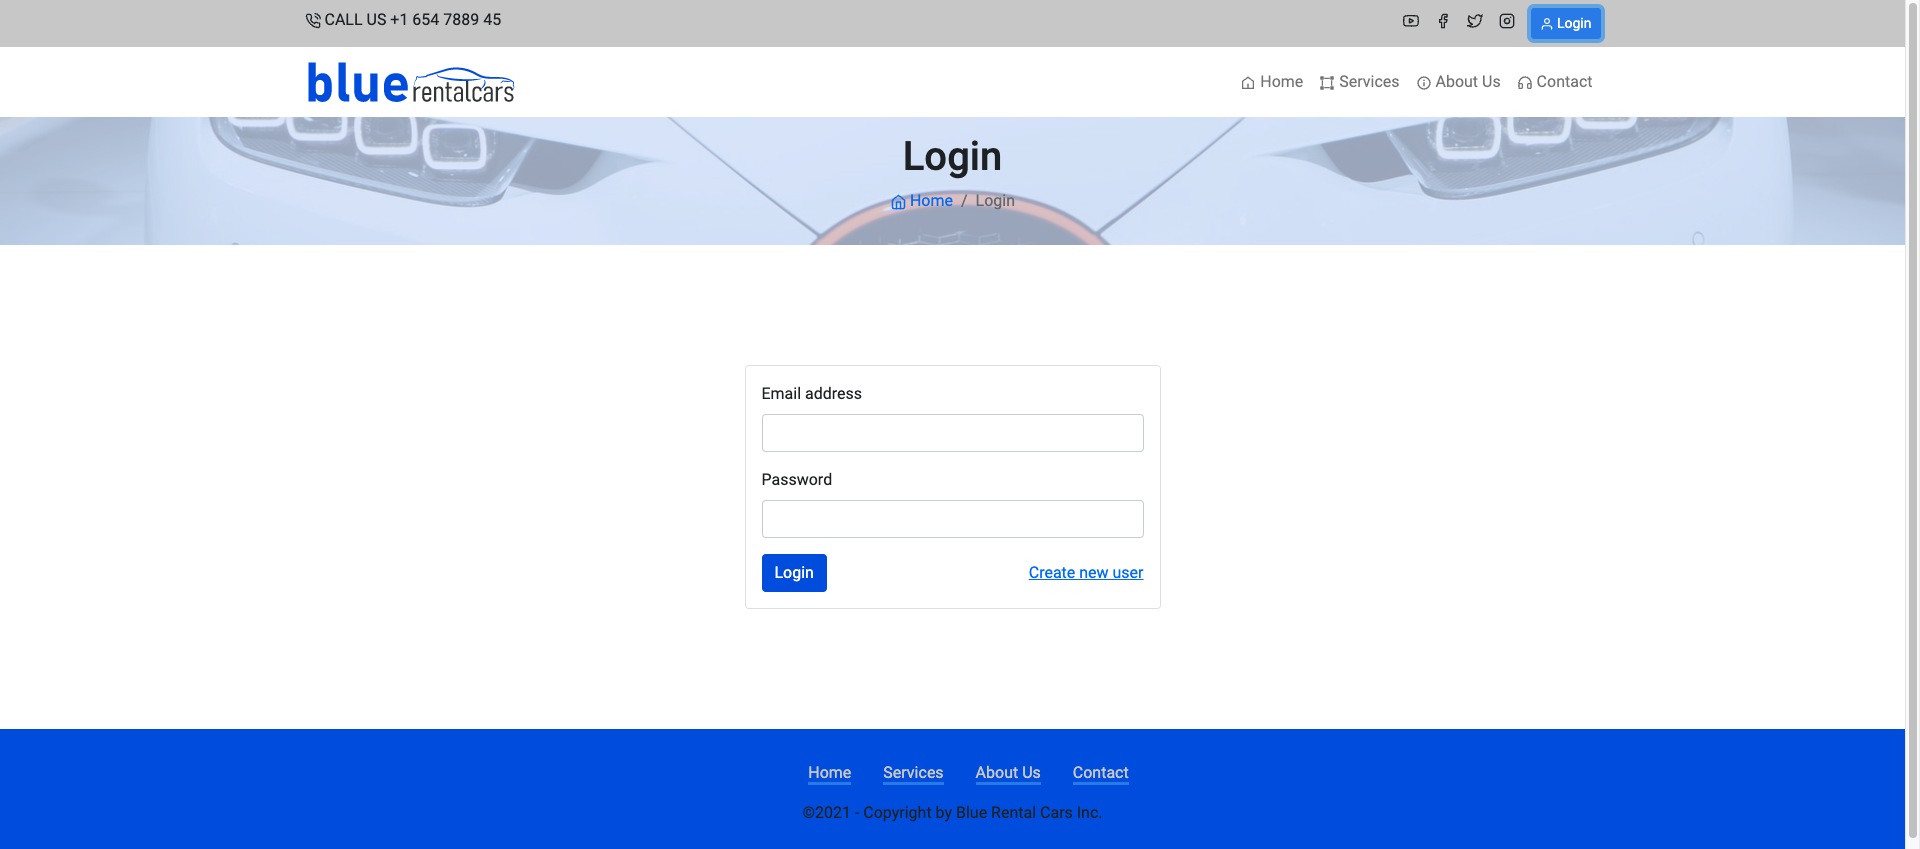 CALL US +1 654 7889 45
Login
blue rentalcars
Home Services About Us Contact
Login
Home / Login
Email address
Password
Login Create new user
Home Services About Us Contact
©2021 - Copyright by Blue Rental Cars Inc.